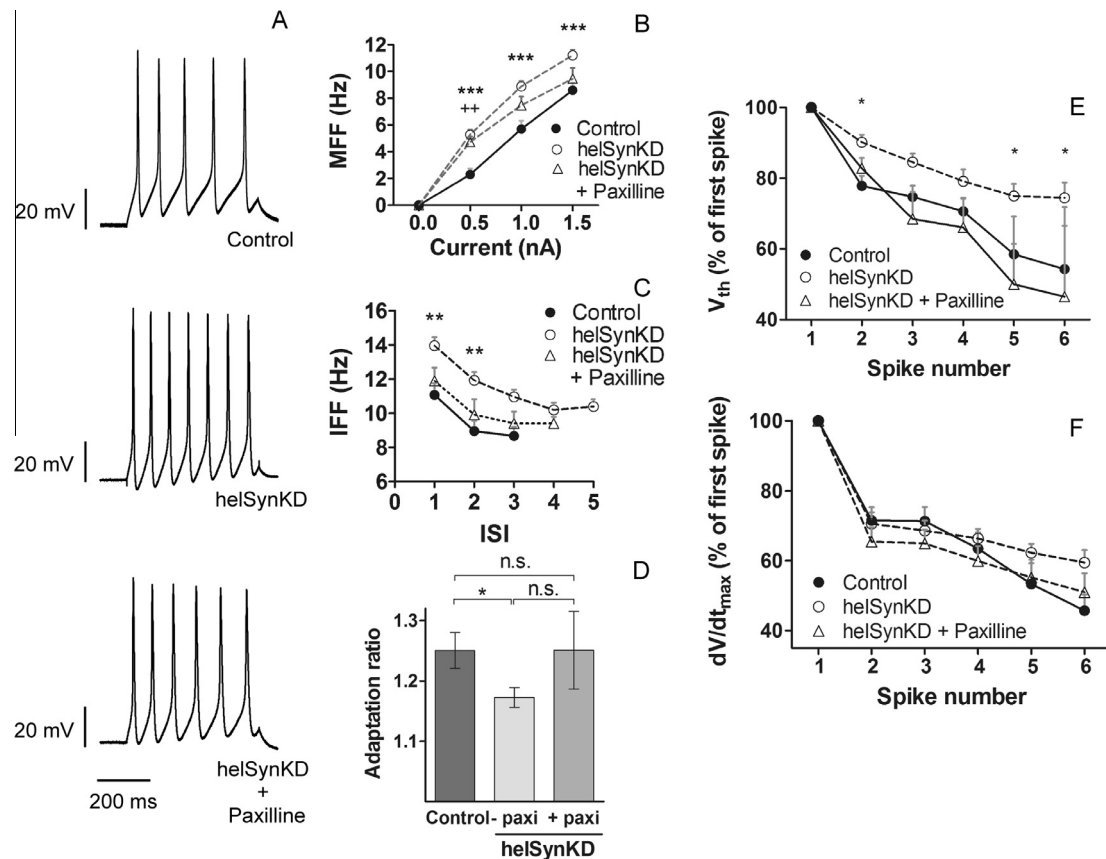 A
20 mV
Control
20 mV
helSynKD
20 mV
helSynKD
+
Paxilline
200 ms
B
MFF (Hz)
12
10
8
6
4
2
0
***
++
***
***
Control
helSynKD
helSynKD
+ Paxilline
0.0 0.5 1.0 1.5
Current (nA)
C
IFF (Hz)
16
14
12
10
8
6
**
**
Control
helSynKD
helSynKD
+ Paxilline
0 1 2 3 4 5
ISI
D
n.s.
* n.s.
Adaptation ratio
1.3
1.2
1.1
Control - paxi + paxi
helSynKD
E
Vth (% of first spike)
100
80
60
40
*
*
*
Control
helSynKD
helSynKD + Paxilline
1 2 3 4 5 6
Spike number
F
dV/dtmax (% of first spike)
100
80
60
40
Control
helSynKD
helSynKD + Paxilline
1 2 3 4 5 6
Spike number